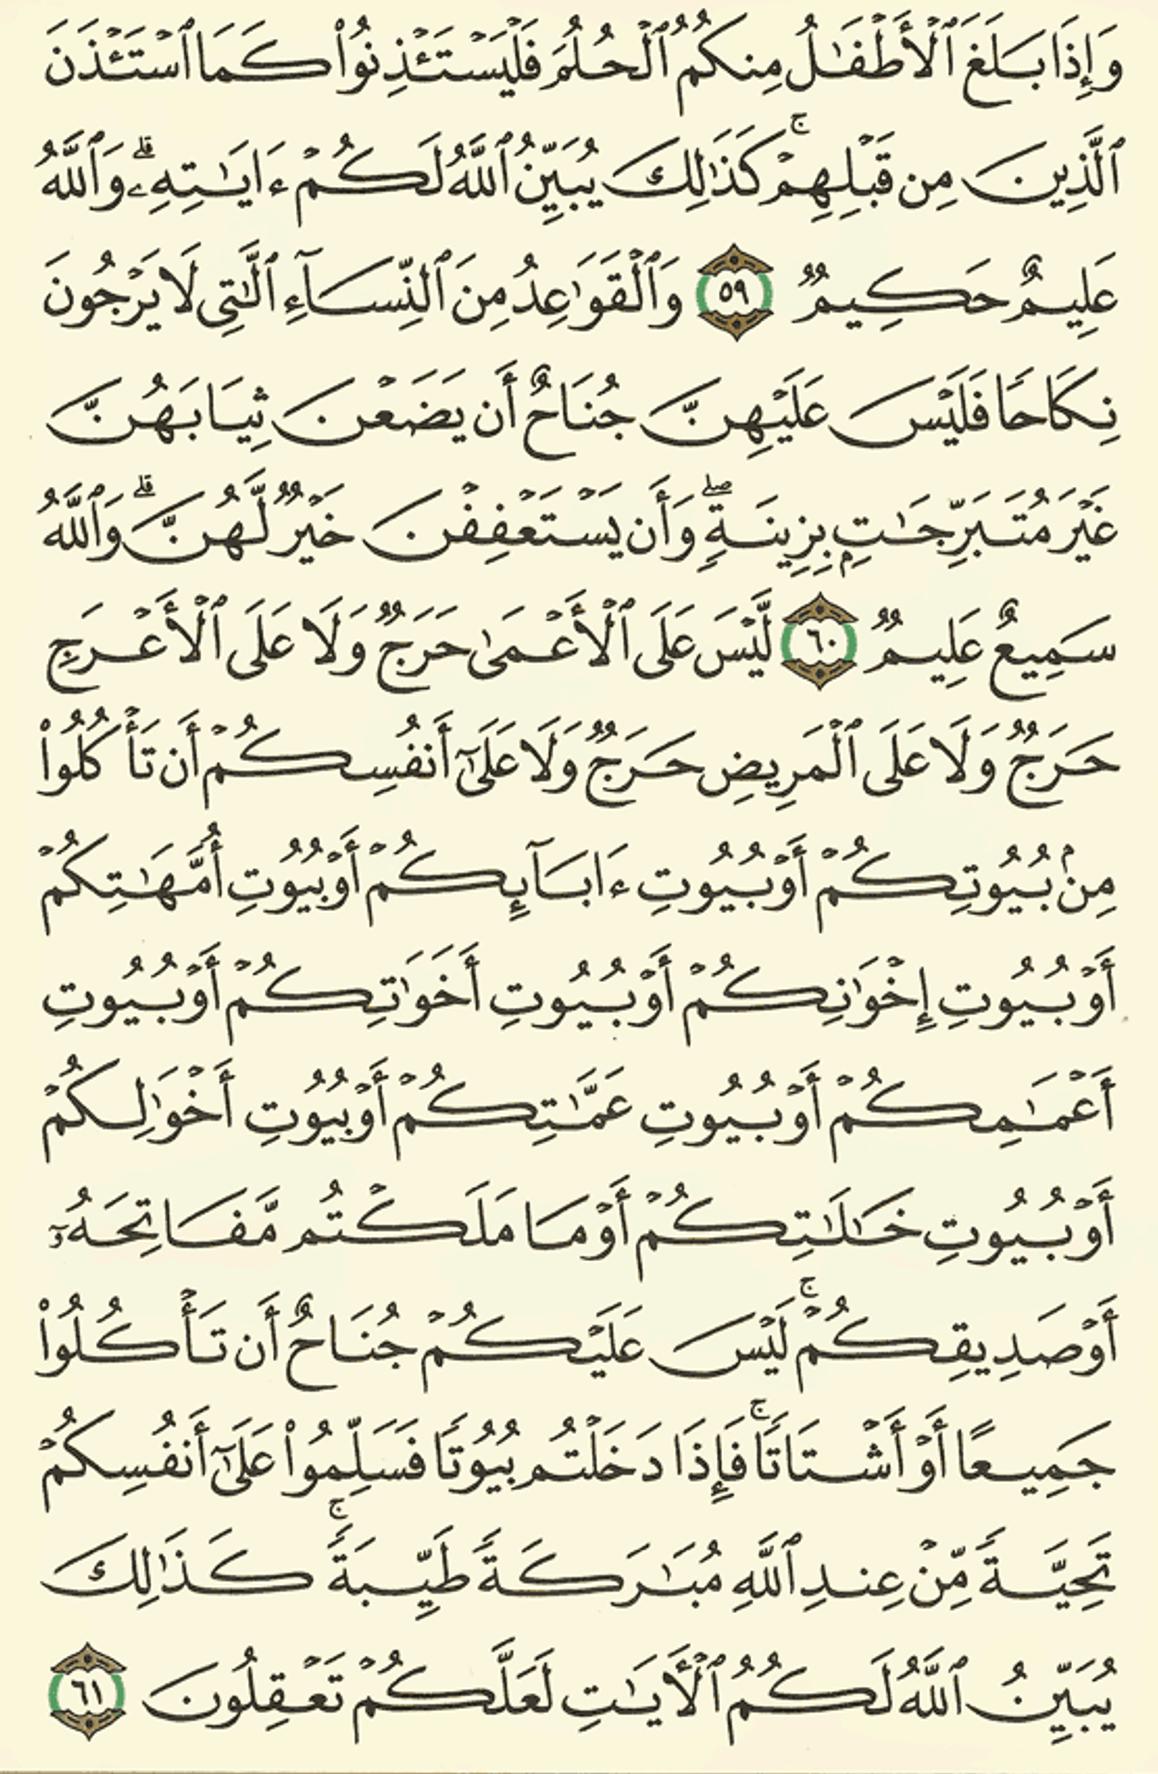 وَإِذَا بَلَغَ ٱلْأَطْفَٰلُ مِنكُمُ ٱلْحُلُمَ فَلْيَسْتَـْٔذِنُوا۟ كَمَا ٱسْتَـْٔذَنَ
ٱلَّذِينَ مِن قَبْلِهِمْ ۚ كَذَٰلِكَ يُبَيِّنُ ٱللَّهُ لَكُمْ ءَايَٰتِهِۦ ۗ وَٱللَّهُ
عَلِيمٌ حَكِيمٌ ٥٩ وَٱلْقَوَٰعِدُ مِنَ ٱلنِّسَآءِ ٱلَّٰتِى لَا يَرْجُونَ
نِكَاحًا فَلَيْسَ عَلَيْهِنَّ جُنَاحٌ أَن يَضَعْنَ ثِيَابَهُنَّ
غَيْرَ مُتَبَرِّجَٰتٍۭ بِزِينَةٍ ۖ وَأَن يَسْتَعْفِفْنَ خَيْرٌ لَّهُنَّ ۗ وَٱللَّهُ
سَمِيعٌ عَلِيمٌ ٦٠ لَّيْسَ عَلَى ٱلْأَعْمَىٰ حَرَجٌ وَلَا عَلَى ٱلْأَعْرَجِ
حَرَجٌ وَلَا عَلَى ٱلْمَرِيضِ حَرَجٌ وَلَا عَلَىٰٓ أَنفُسِكُمْ أَن تَأْكُلُوا۟
مِنۢ بُيُوتِكُمْ أَوْ بُيُوتِ ءَابَآئِكُمْ أَوْ بُيُوتِ أُمَّهَٰتِكُمْ
أَوْ بُيُوتِ إِخْوَٰنِكُمْ أَوْ بُيُوتِ أَخَوَٰتِكُمْ أَوْ بُيُوتِ
أَعْمَٰمِكُمْ أَوْ بُيُوتِ عَمَّٰتِكُمْ أَوْ بُيُوتِ أَخْوَٰلِكُمْ
أَوْ بُيُوتِ خَٰلَٰتِكُمْ أَوْ مَا مَلَكْتُم مَّفَاتِحَهُۥٓ
أَوْ صَدِيقِكُمْ ۚ لَيْسَ عَلَيْكُمْ جُنَاحٌ أَن تَأْكُلُوا۟
جَمِيعًا أَوْ أَشْتَاتًا ۚ فَإِذَا دَخَلْتُم بُيُوتًا فَسَلِّمُوا۟ عَلَىٰٓ أَنفُسِكُمْ
تَحِيَّةً مِّنْ عِندِ ٱللَّهِ مُبَٰرَكَةً طَيِّبَةً ۚ كَذَٰلِكَ
يُبَيِّنُ ٱللَّهُ لَكُمُ ٱلْأَيَٰتِ لَعَلَّكُمْ تَعْقِلُونَ ٦١